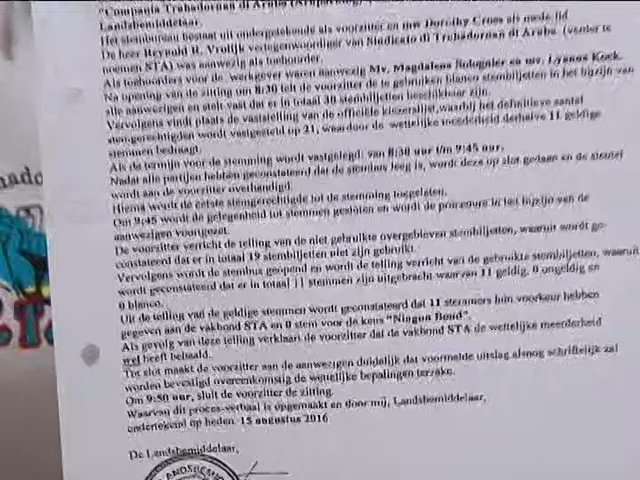 "Compania Trabadornan di Aruba
Landsbemiddelaar.
Het stembureau bestaat uit ondergetekende als voorzitter en mw Dorothy Croes als mede lid
De heer Reynold R. Vrolijk vertegenwoordiger van Sindicato di Trabadornan di Aruba (verder te
noemen STA) was aanwezig als toehoorder.
Als toehoorders voor de werkgever waren aanwezig Mv. Magdalena en mv. Lyanne Kock.
Na opening van de zitting om 8:30 telt de voorzitter de te gebruiken blanco stembiljetten in het bijzijn van
alle aanwezigen en stelt vast dat er in totaal 30 stembiljetten beschikbaar zijn.
Vervolgens vindt plaats de vaststelling van de officiële kiezerslijst, waarbij het definitieve aantal
stemgerechtigden wordt vastgesteld op 21, waardoor de wettelijke meerderheid derhalve 11 geldige
stemmen bedraagt.
Als de termijn voor de stemming wordt vastgelegd: van 8:30 uur t/m 9:45 uur.
Nadat alle partijen hebben geconstateerd dat de stembus leeg is, wordt deze op slot gedaan en de sleutel
wordt aan de voorzitter overhandigd.
Hierna wordt de eerste stemgerechtigde tot de stemming toegelaten.
Om 9:45 wordt de gelegenheid tot stemmen gesloten en wordt de procedure in het bijzijn van de
aanwezigen voortgezet.
De voorzitter verricht de telling van de niet gebruikte overgebleven stembiljetten, waaruit wordt ge-
constateerd dat er in totaal 19 stembiljetten niet zijn gebruikt.
Vervolgens wordt de stembus geopend en wordt de telling verricht van de gebruikte stembiljetten, waaruit
wordt geconstateerd dat er in totaal 11 stemmen zijn uitgebracht waarvan 11 geldig, 0 ongeldig en
0 blanco.
Uit de telling van de geldige stemmen wordt geconstateerd dat 11 stemmers hun voorkeur hebben
gegeven aan de vakbond STA en 0 stem voor de keus "Ningun Bond".
Als gevolg van deze telling verklaart de voorzitter dat de vakbond STA de wettelijke meerderheid
wel heeft behaald.
Tot slot maakt de voorzitter aan de aanwezigen duidelijk dat voormelde uitslag alsnog schriftelijk zal
worden bevestigd overeenkomstig de wettelijke bepalingen terzake.
Om 9:50 uur, sluit de voorzitter de zitting.
Waarvan dit proces-verbaal is opgemaakt en door mij, Landsbemiddelaar,
ondertekend op heden 15 augustus 2016
De Landsbemiddelaar,
LANDSBEMID